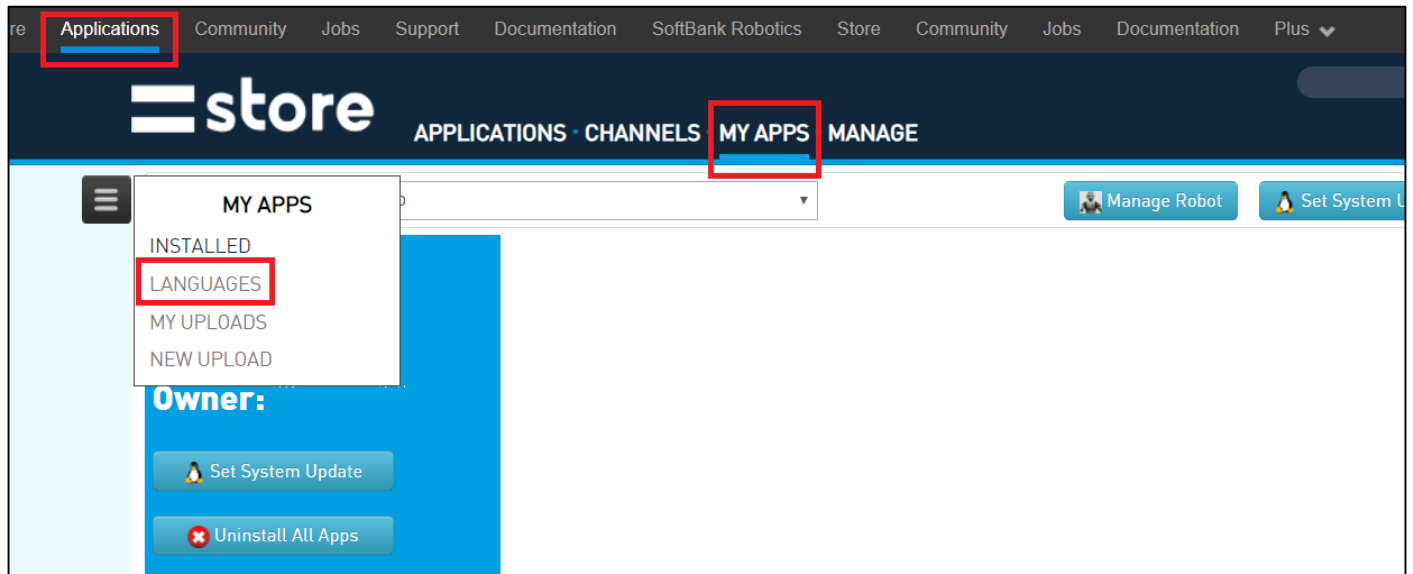 re Applications Community Jobs Support Documentation SoftBank Robotics Store Community Jobs Documentation Plus
store
APPLICATIONS · CHANNELS · MY APPS · MANAGE
MY APPS
Manage Robot
Set System U
INSTALLED
LANGUAGES
MY UPLOADS
NEW UPLOAD
Owner:
Set System Update
Uninstall All Apps